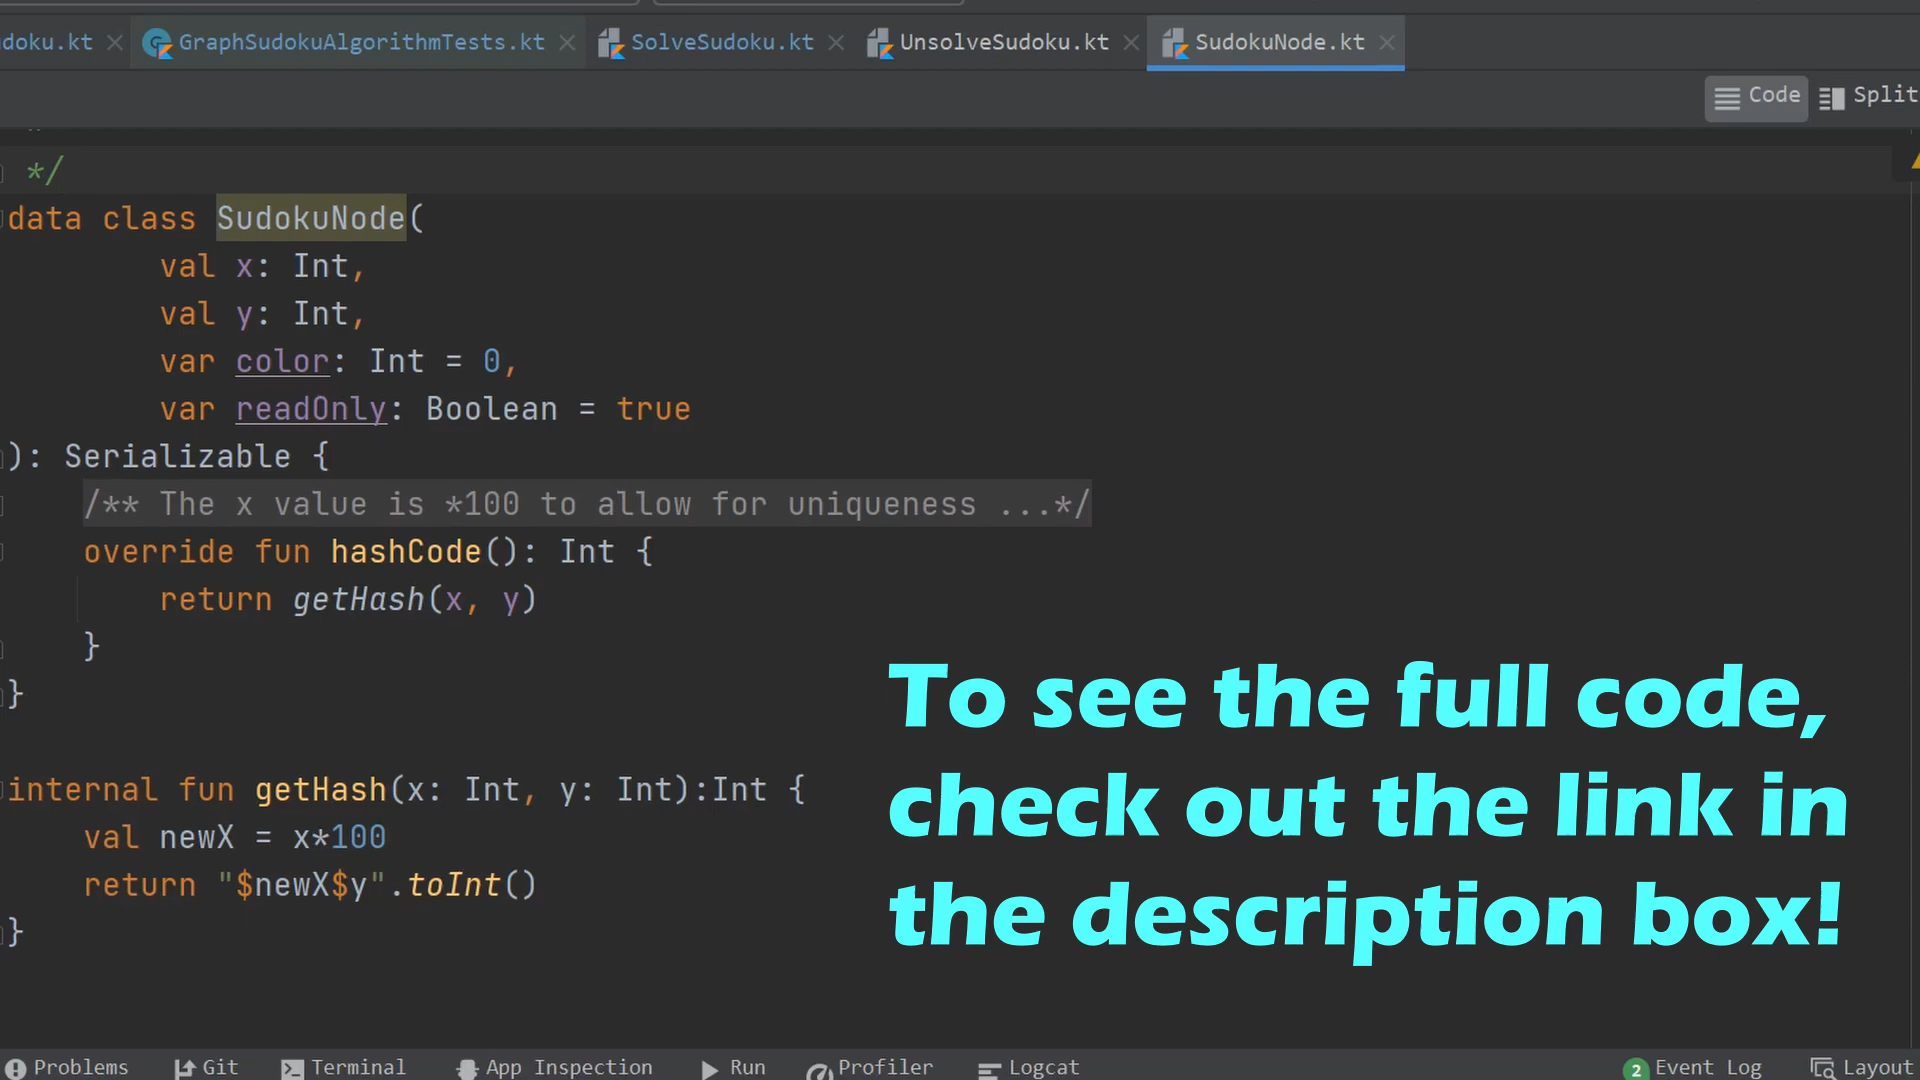 doku.kt GraphSudokuAlgorithmTests.kt SolveSudoku.kt UnsolveSudoku.kt SudokuNode.kt
Code Split
*/
data class SudokuNode(
val x: Int,
val y: Int,
var color: Int = 0,
var readOnly: Boolean = true
): Serializable {
/** The x value is *100 to allow for uniqueness ...*/
override fun hashCode(): Int {
return getHash(x, y)
}
}
internal fun getHash(x: Int, y: Int):Int {
val newX = x*100
return "$newX$y".toInt()
}
To see the full code,
check out the link in
the description box!
Problems Git Terminal App Inspection Run Profiler Logcat 2 Event Log Layout